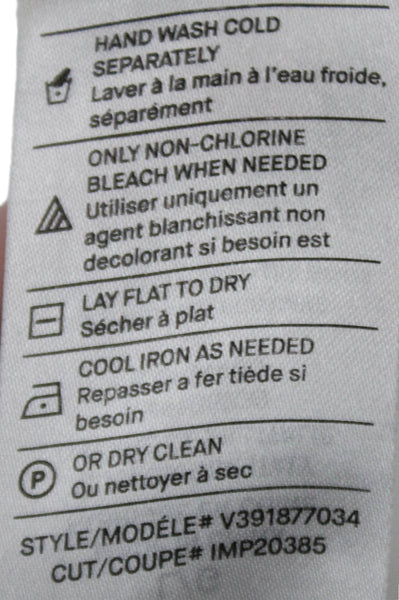 HAND WASH COLD
SEPARATELY
Laver à la main à l'eau froide,
séparément
ONLY NON-CHLORINE
BLEACH WHEN NEEDED
Utiliser uniquement un
agent blanchissant non
decolorant si besoin est
LAY FLAT TO DRY
Sécher à plat
COOL IRON AS NEEDED
Repasser a fer tiède si
besoin
P
OR DRY CLEAN
Ou nettoyer à sec
STYLE/MODÉLE# V391877034
CUT/COUPE# IMP20385